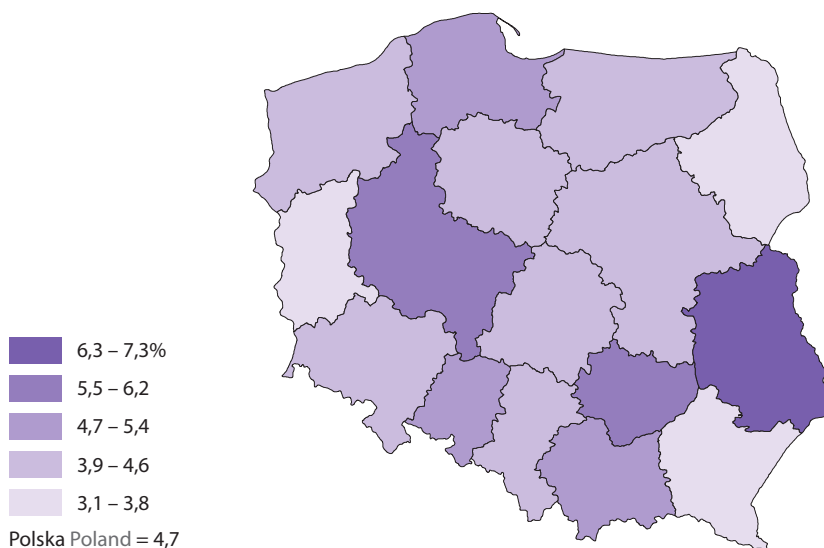 6,3 – 7,3%
5,5 – 6,2
4,7 – 5,4
3,9 – 4,6
3,1 – 3,8
Polska Poland = 4,7